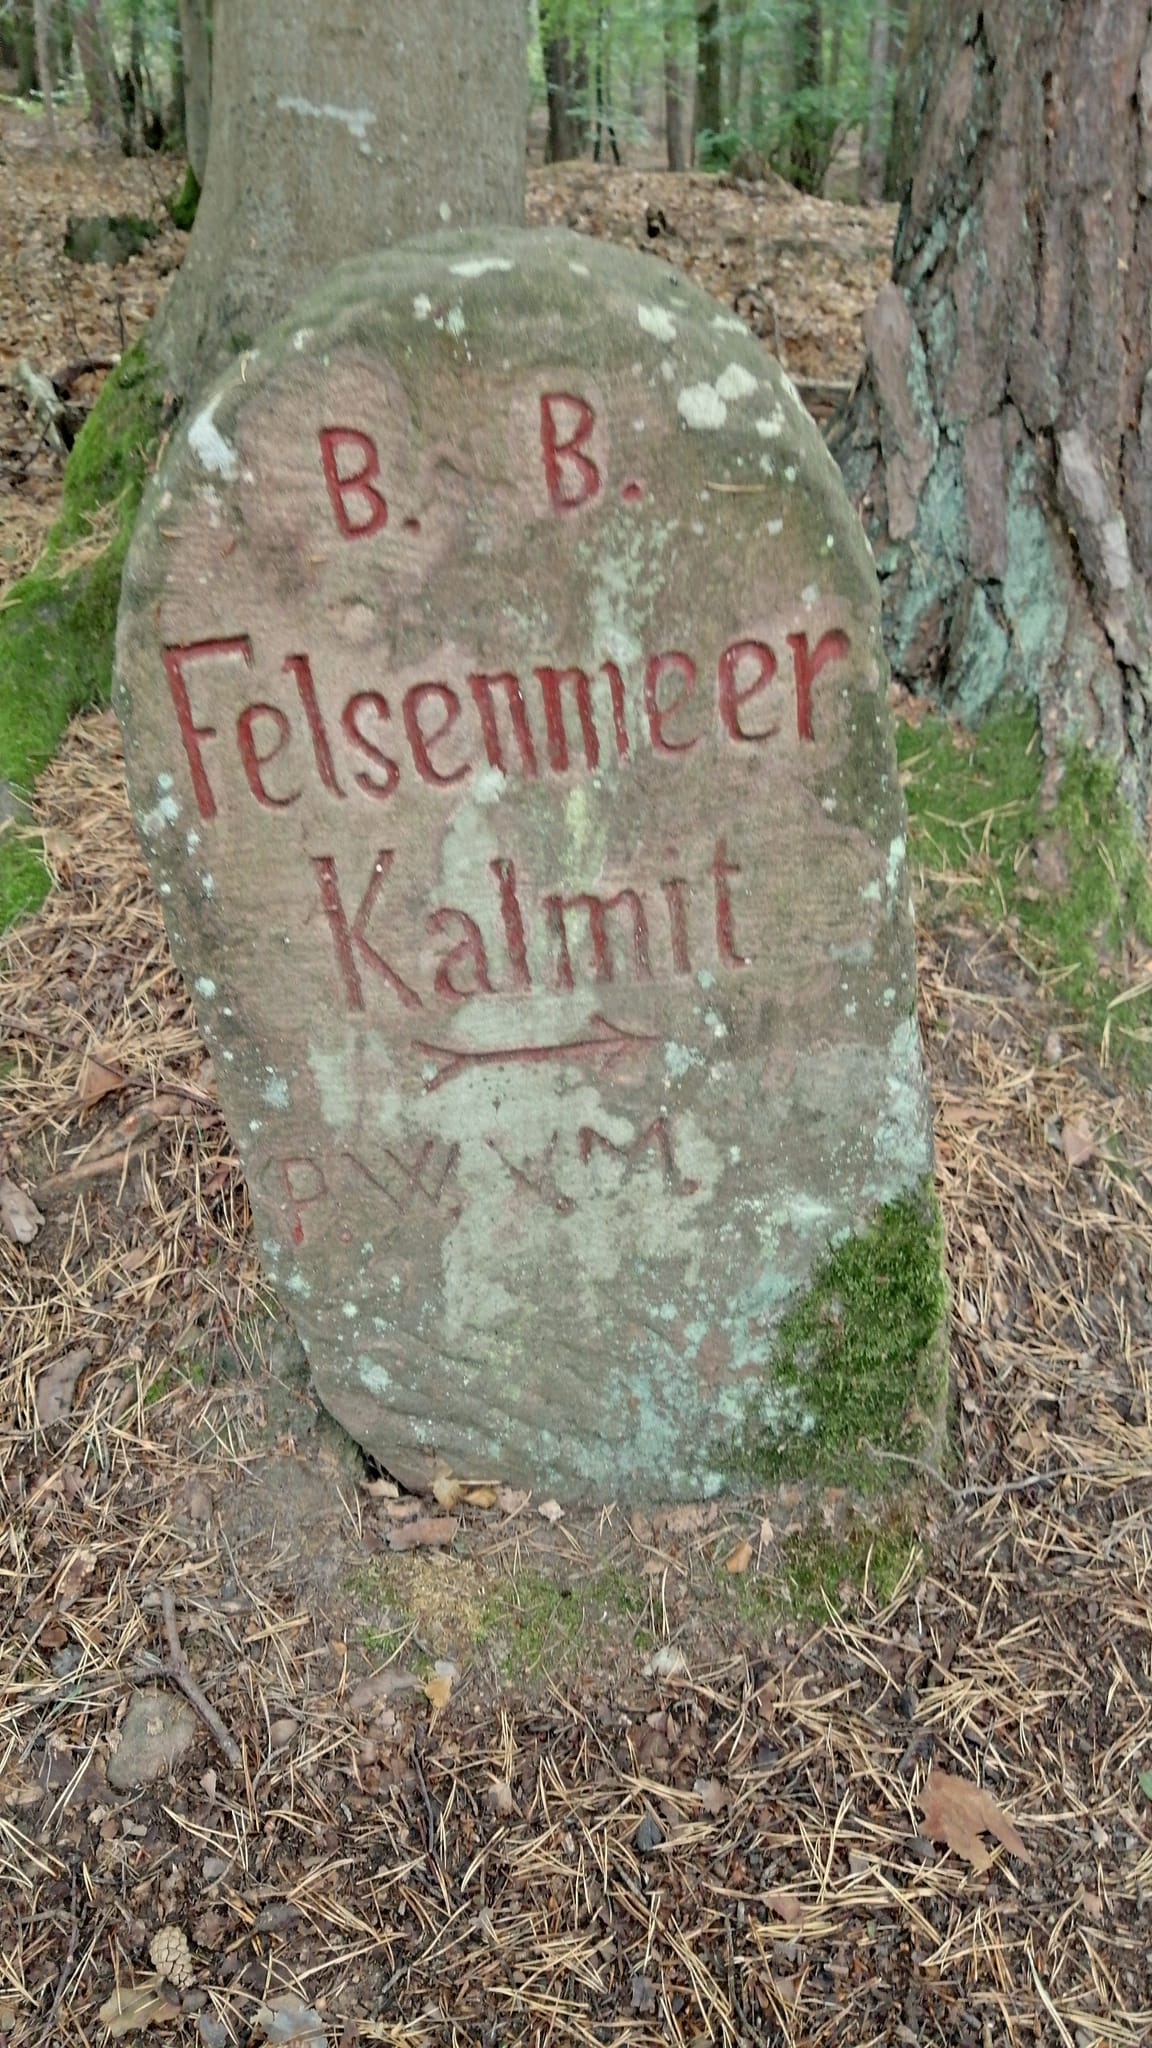 B. B.
Felsenmeer
Kalmit
P.W.V.M.